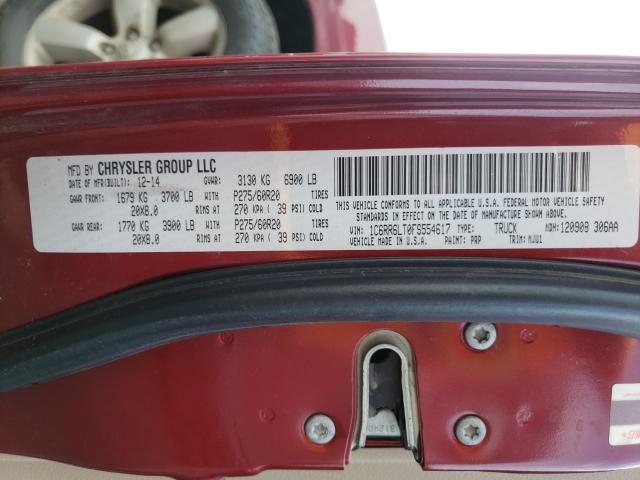 MFD BY CHRYSLER GROUP LLC
DATE OF MFR(BUILT): 12-14 GVWR: 3130 KG 6900 LB
GAWR FRONT: 1679 KG 3700 LB WITH P275/60R20 TIRES
20X8.0 RIMS AT 270 KPA ( 39 PSI) COLD
GAWR REAR: 1770 KG 3900 LB WITH P275/60R20 TIRES
20X8.0 RIMS AT 270 KPA ( 39 PSI) COLD
THIS VEHICLE CONFORMS TO ALL APPLICABLE U.S.A. FEDERAL MOTOR VEHICLE SAFETY
STANDARDS IN EFFECT ON THE DATE OF MANUFACTURE SHOWN ABOVE.
VIN: 1C6RR6LT0FS554617 TYPE: TRUCK MDH: 120908 306AA
VEHICLE MADE IN U.S.A. PAINT: PRP TRIM: MJU1